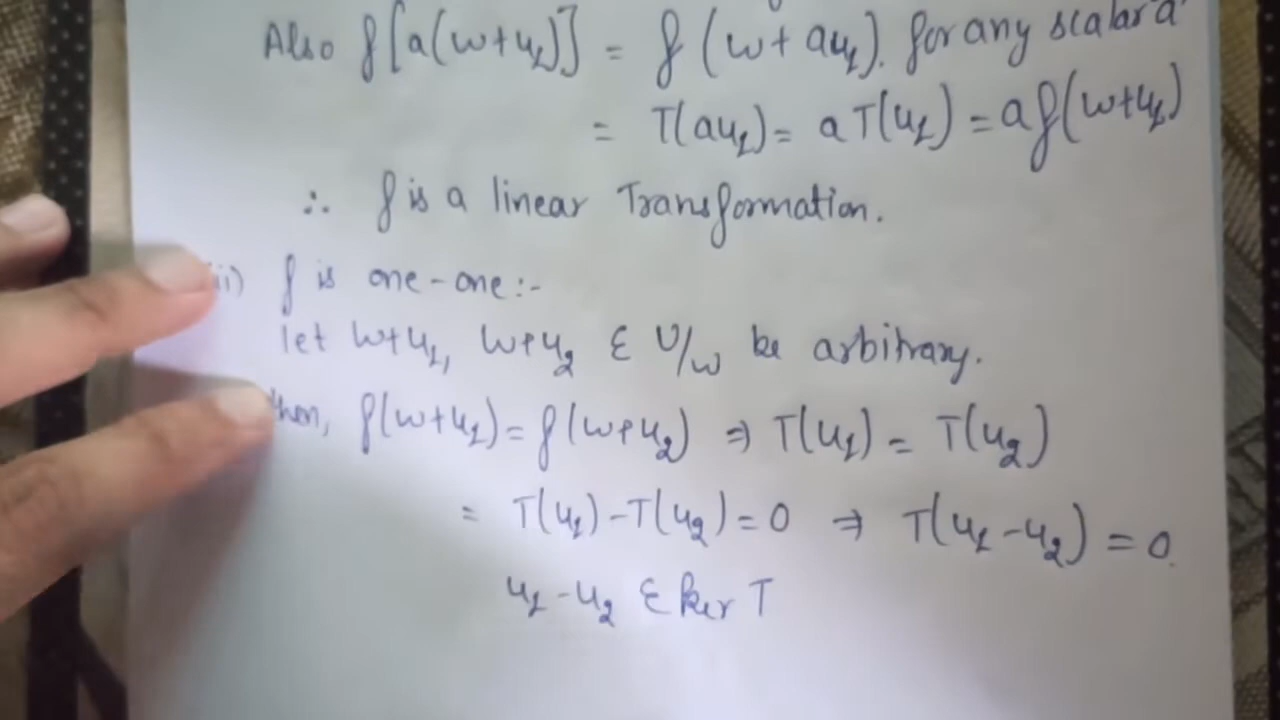 Also f[a(w+u₁)] = f(w+au₁). for any scalar a
= T(au₁) = aT(u₁) = af(w+u₁)
∴ f is a linear Transformation.
ii) f is one-one:-
let w+u₁, w+u₂ ∈ U/w be arbitrary.
then, f(w+u₁) = f(w+u₂) ⇒ T(u₁) = T(u₂)
= T(u₁)-T(u₂) = 0 ⇒ T(u₁-u₂) = 0.
u₁-u₂ ∈ ker T